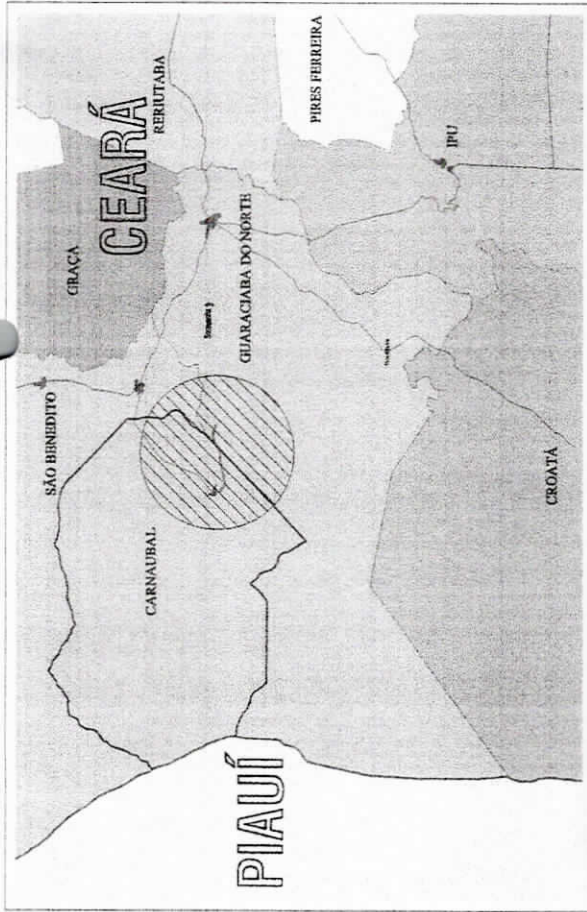 SÃO BENEDITO
GRAÇA
CEARÁ
RERIUTABA
CARNAUBAL
GUARACIABA DO NORTE
PIRES FERREIRA
IPU
PIAUÍ
CROATÁ